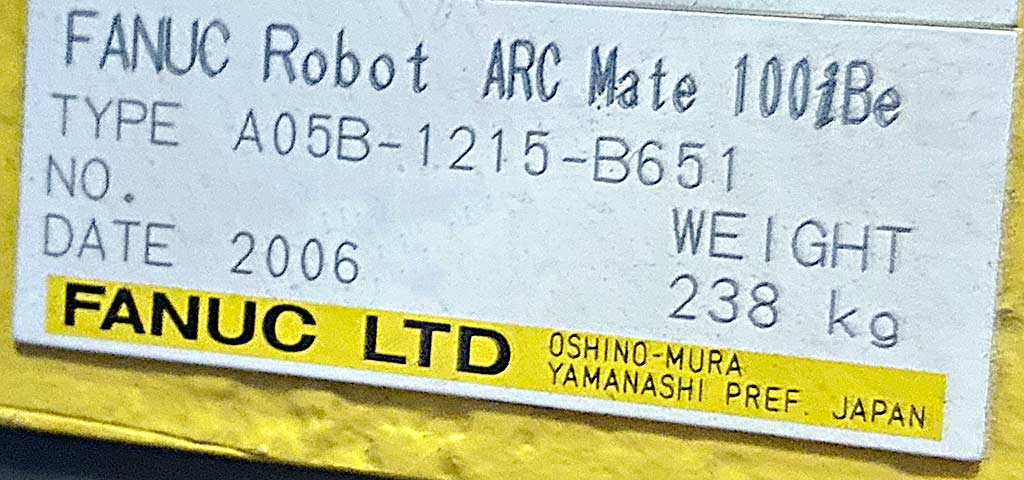 FANUC Robot ARC Mate 100iBe
TYPE A05B-1215-B651
NO.
DATE 2006
WEIGHT
238 kg
FANUC LTD
OSHINO-MURA
YAMANASHI PREF. JAPAN